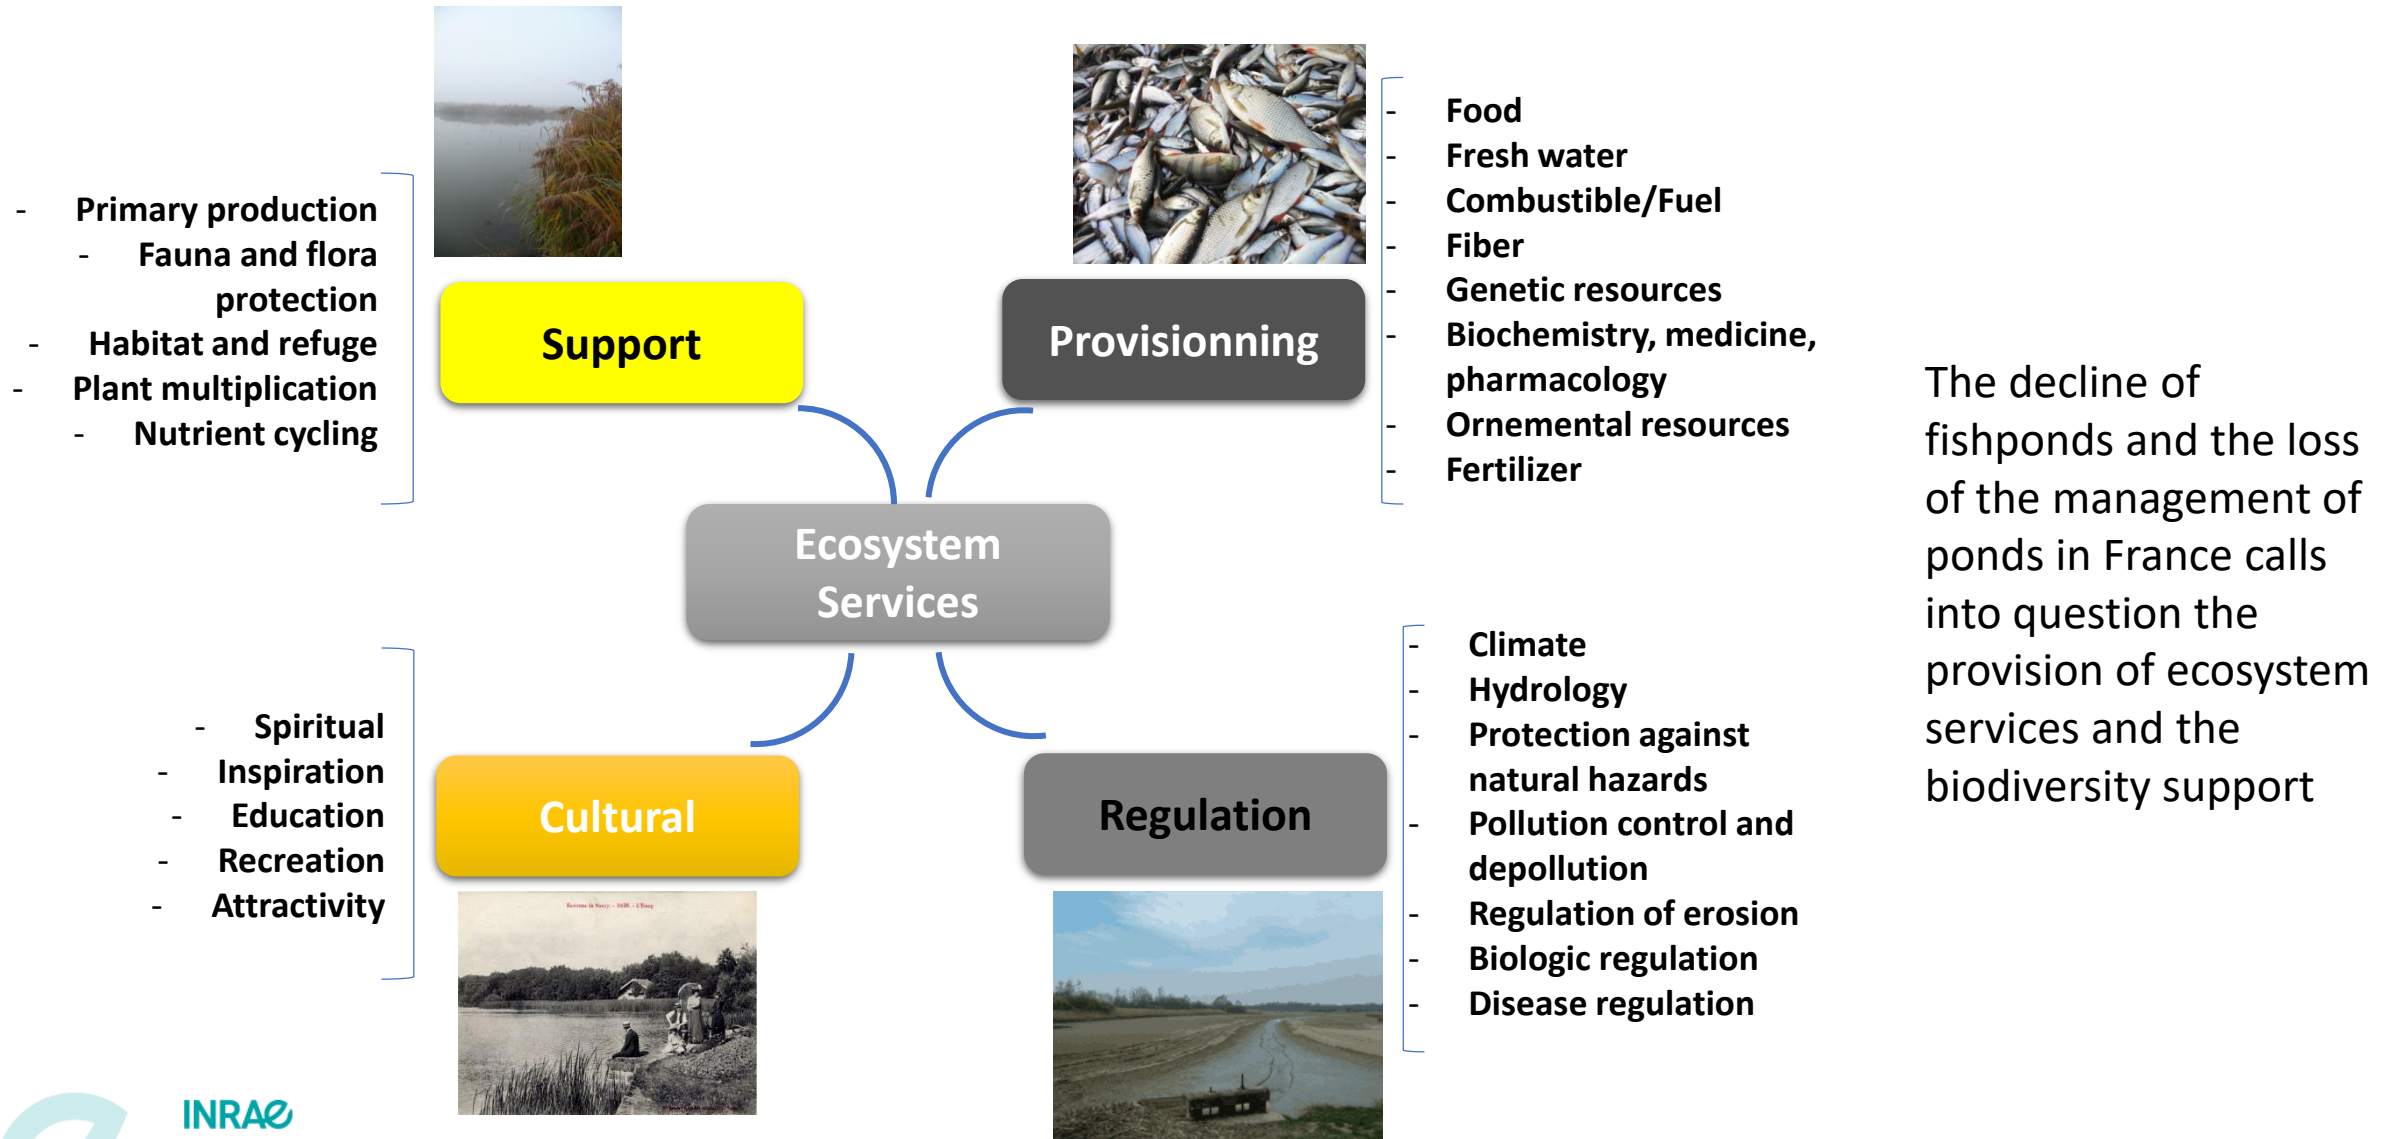 - Primary production
- Fauna and flora
protection
- Habitat and refuge
- Plant multiplication
- Nutrient cycling
Support
Provisionning
- Food
- Fresh water
- Combustible/Fuel
- Fiber
- Genetic resources
- Biochemistry, medicine,
pharmacology
- Ornemental resources
- Fertilizer
Ecosystem
Services
- Spiritual
- Inspiration
- Education
- Recreation
- Attractivity
Cultural
Environs de Nancy. - L'Étang
Regulation
- Climate
- Hydrology
- Protection against
natural hazards
- Pollution control and
depollution
- Regulation of erosion
- Biologic regulation
- Disease regulation
The decline of
fishponds and the loss
of the management of
ponds in France calls
into question the
provision of ecosystem
services and the
biodiversity support
INRAE